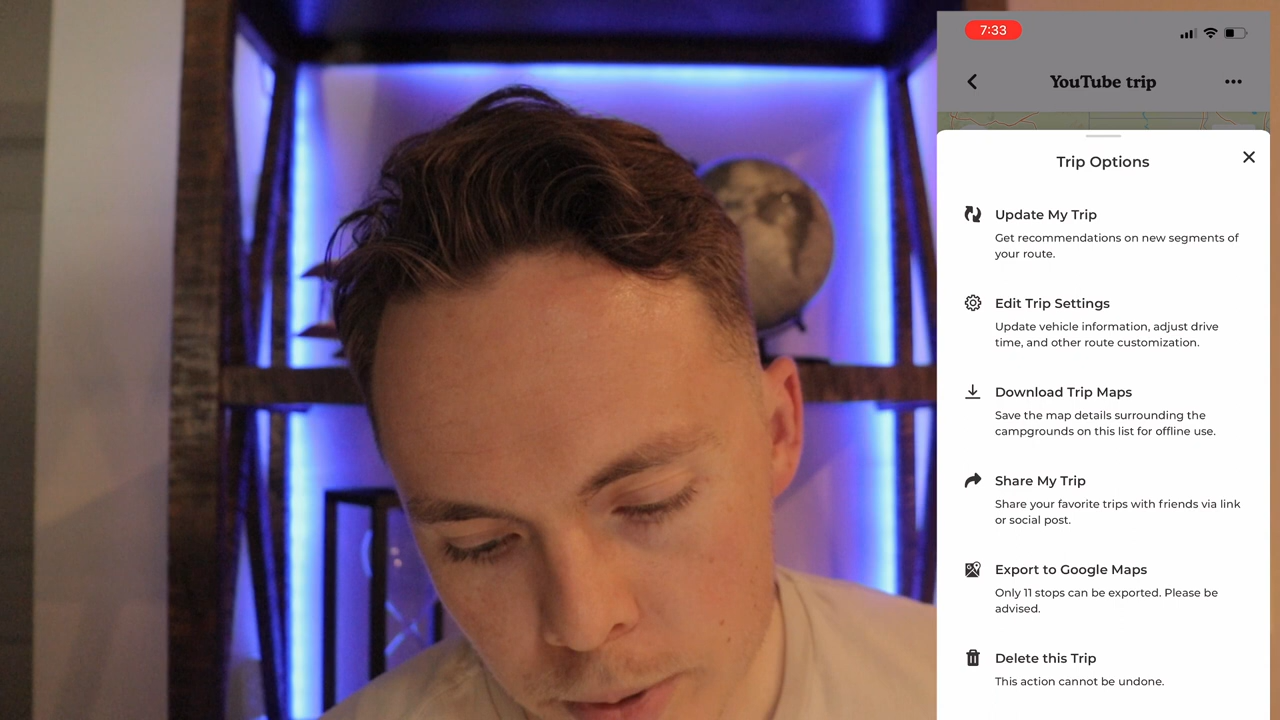 7:33
YouTube trip
Trip Options
Update My Trip
Get recommendations on new segments of
your route.
Edit Trip Settings
Update vehicle information, adjust drive
time, and other route customization.
Download Trip Maps
Save the map details surrounding the
campgrounds on this list for offline use.
Share My Trip
Share your favorite trips with friends via link
or social post.
Export to Google Maps
Only 11 stops can be exported. Please be
advised.
Delete this Trip
This action cannot be undone.